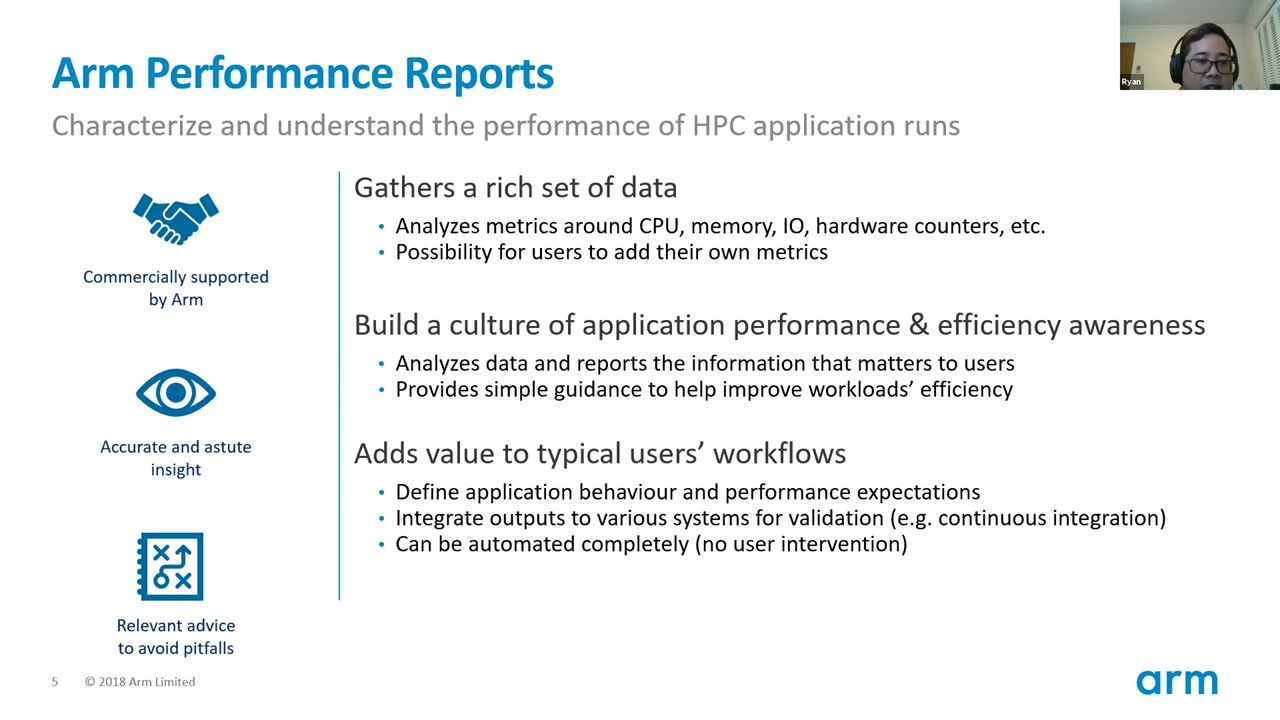 Arm Performance Reports
Ryan
Characterize and understand the performance of HPC application runs
Commercially supported
by Arm
Accurate and astute
insight
Relevant advice
to avoid pitfalls
Gathers a rich set of data
• Analyzes metrics around CPU, memory, IO, hardware counters, etc.
• Possibility for users to add their own metrics
Build a culture of application performance & efficiency awareness
• Analyzes data and reports the information that matters to users
• Provides simple guidance to help improve workloads’ efficiency
Adds value to typical users’ workflows
• Define application behaviour and performance expectations
• Integrate outputs to various systems for validation (e.g. continuous integration)
• Can be automated completely (no user intervention)
5 © 2018 Arm Limited
arm